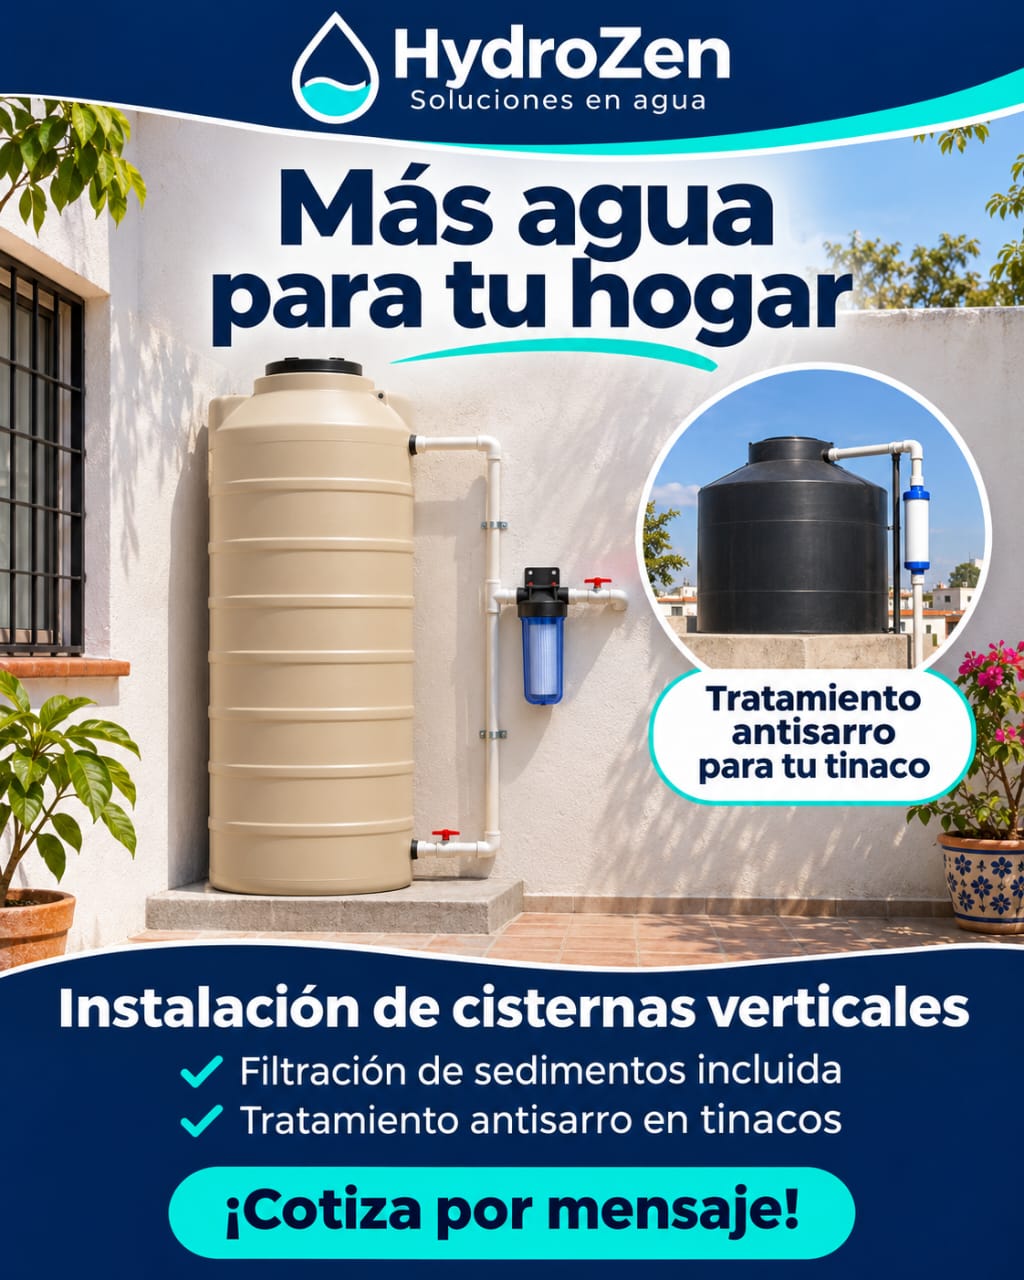 HydroZen
Soluciones en agua
Más agua
para tu hogar
Tratamiento
antisarro
para tu tinaco
Instalación de cisternas verticales
Filtración de sedimentos incluida
Tratamiento antisarro en tinacos
¡Cotiza por mensaje!